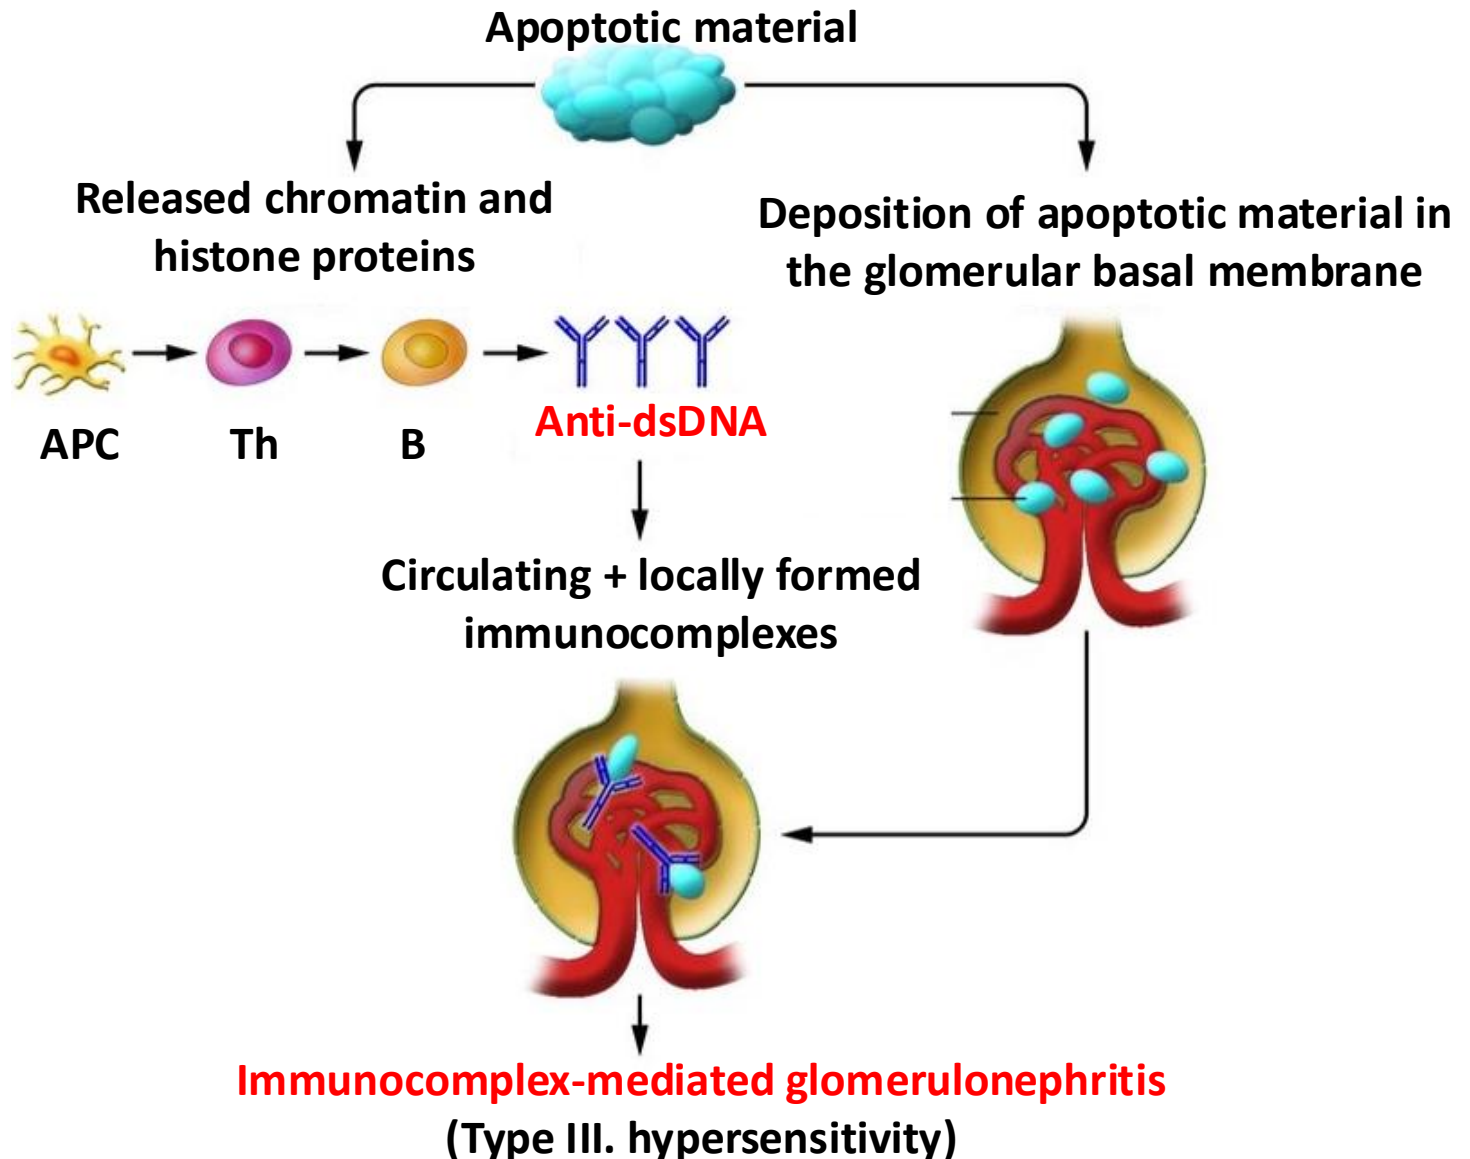 Apoptotic material
Released chromatin and
histone proteins
Deposition of apoptotic material in
the glomerular basal membrane
APC
Th
B
Anti-dsDNA
Circulating + locally formed
immunocomplexes
Immunocomplex-mediated glomerulonephritis
(Type III. hypersensitivity)